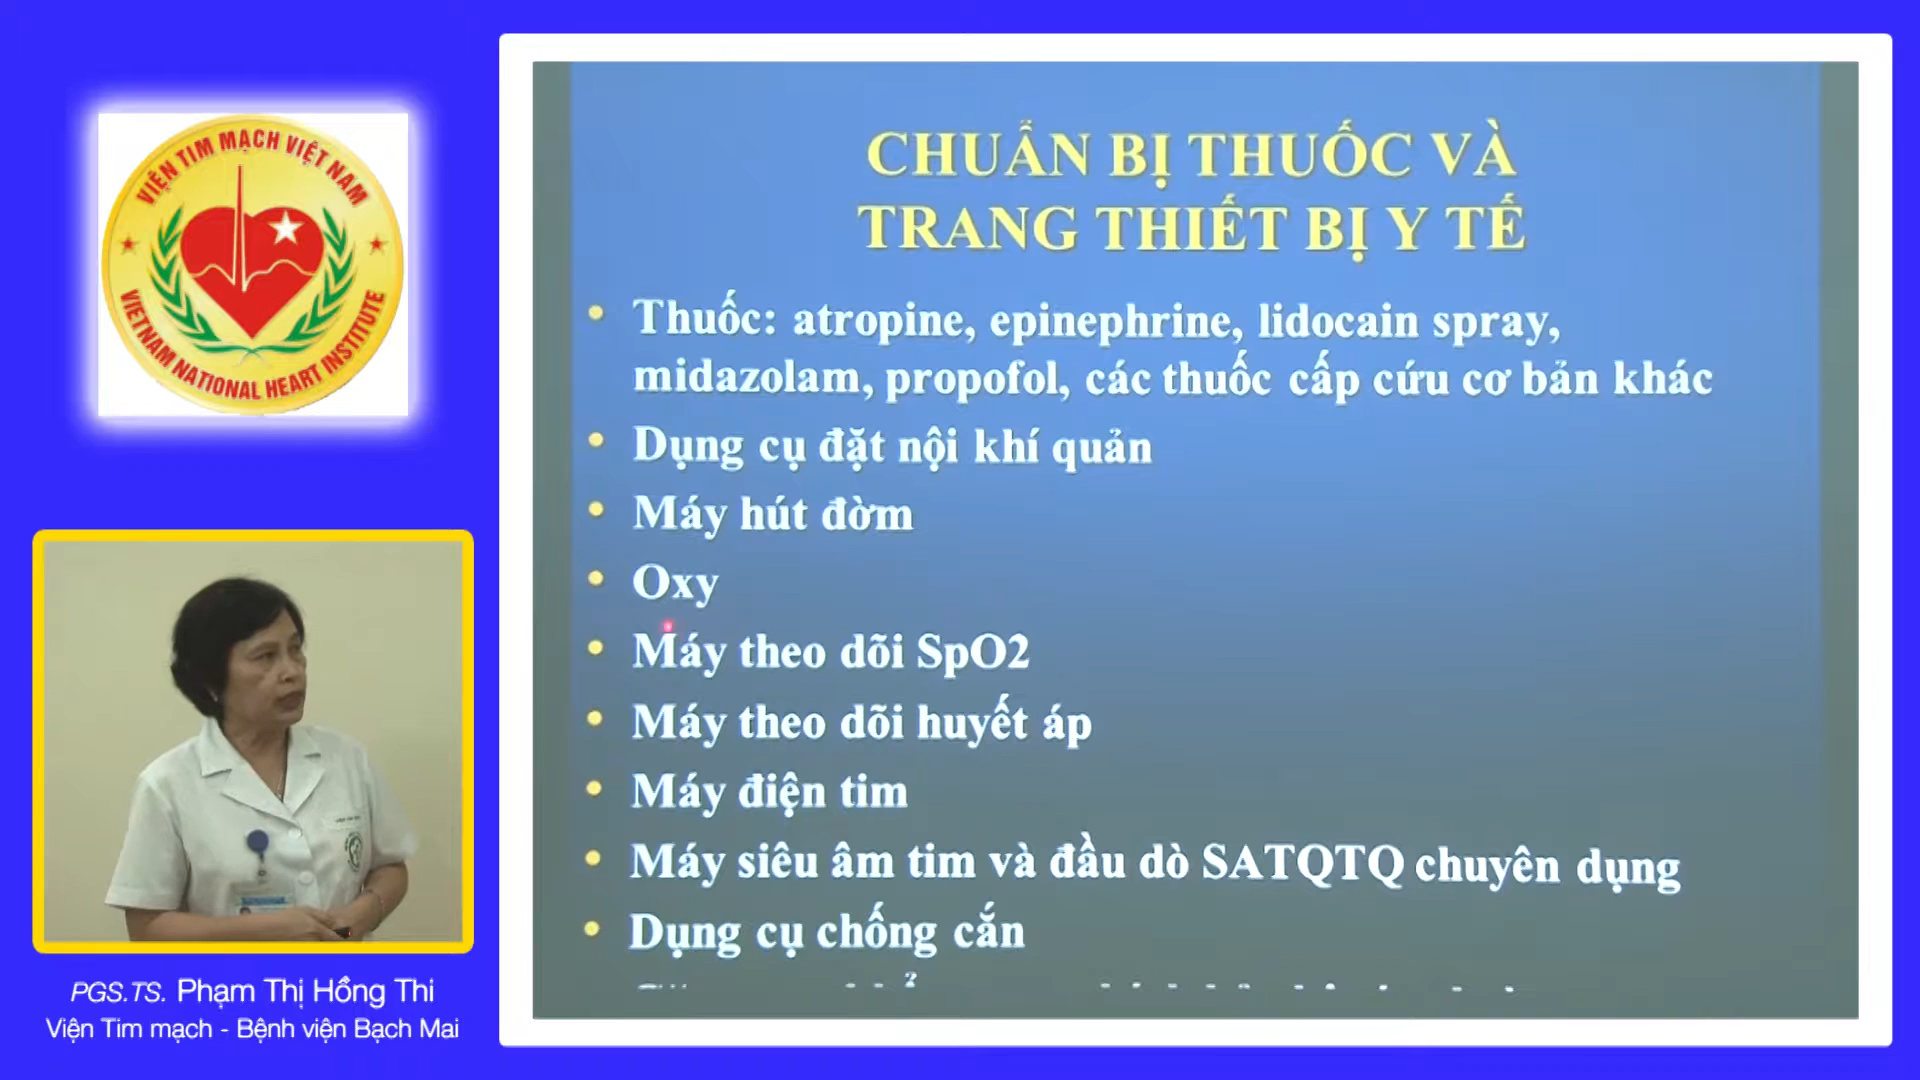 VIỆN TIM MẠCH VIỆT NAM
VIETNAM NATIONAL HEART INSTITUTE
PGS.TS. Phạm Thị Hồng Thi
Viện Tim mạch - Bệnh viện Bạch Mai
CHUẨN BỊ THUỐC VÀ
TRANG THIẾT BỊ Y TẾ
• Thuốc: atropine, epinephrine, lidocain spray,
midazolam, propofol, các thuốc cấp cứu cơ bản khác
• Dụng cụ đặt nội khí quản
• Máy hút đờm
• Oxy
• Máy theo dõi SpO2
• Máy theo dõi huyết áp
• Máy điện tim
• Máy siêu âm tim và đầu dò SATQTQ chuyên dụng
• Dụng cụ chống cắn